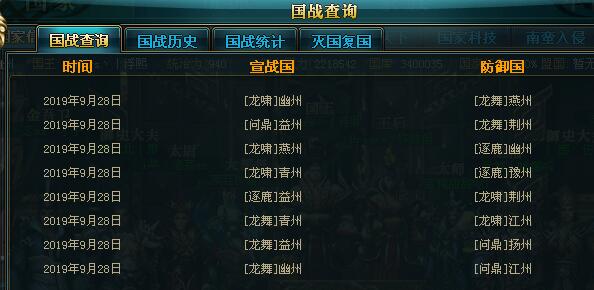 国战查询
国战查询 国战历史 国战统计 灭国复国
国家科技 南蛮入侵
时间 宣战国 防御国
2019年9月28日 [龙啸]幽州 [龙舞]燕州
2019年9月28日 [问鼎]益州 [龙舞]荆州
2019年9月28日 [龙啸]燕州 [逐鹿]幽州
2019年9月28日 [龙啸]青州 [逐鹿]豫州
2019年9月28日 [逐鹿]益州 [龙啸]荆州
2019年9月28日 [龙舞]青州 [龙啸]江州
2019年9月28日 [龙舞]益州 [问鼎]扬州
2019年9月28日 [龙舞]幽州 [问鼎]江州